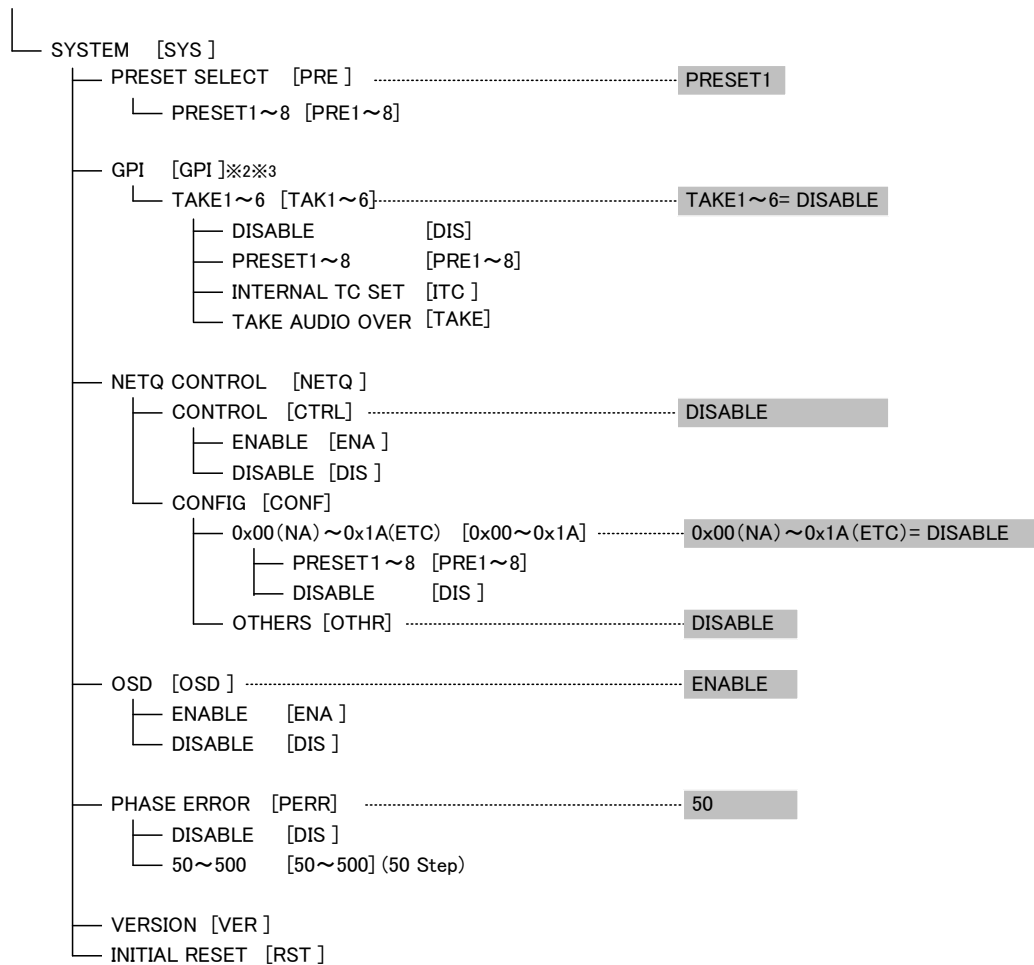 SYSTEM [SYS ]
PRESET SELECT [PRE ] PRESET1
PRESET1～8 [PRE1～8]
GPI [GPI ]※2※3
TAKE1～6 [TAK1～6] TAKE1～6= DISABLE
DISABLE [DIS]
PRESET1～8 [PRE1～8]
INTERNAL TC SET [ITC ]
TAKE AUDIO OVER [TAKE]
NETQ CONTROL [NETQ ]
CONTROL [CTRL] DISABLE
ENABLE [ENA ]
DISABLE [DIS ]
CONFIG [CONF]
0x00(NA)～0x1A(ETC) [0x00～0x1A] 0x00(NA)～0x1A(ETC)= DISABLE
PRESET1～8 [PRE1～8]
DISABLE [DIS ]
OTHERS [OTHR] DISABLE
OSD [OSD ] ENABLE
ENABLE [ENA ]
DISABLE [DIS ]
PHASE ERROR [PERR] 50
DISABLE [DIS ]
50～500 [50～500] (50 Step)
VERSION [VER ]
INITIAL RESET [RST ]